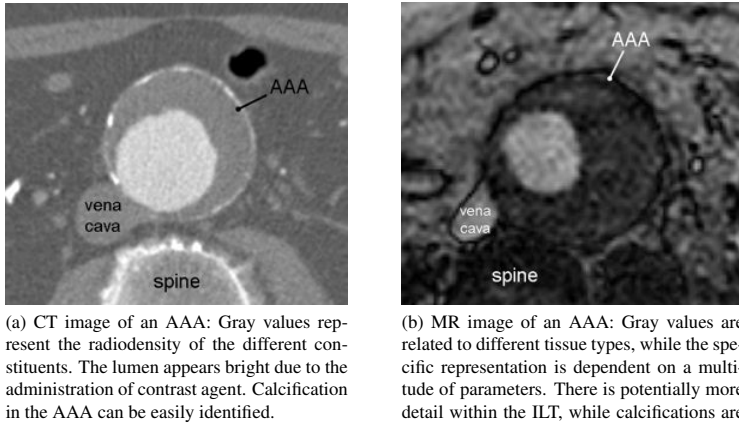 AAA
vena
cava
spine
AAA
vena
cava
spine
(a) CT image of an AAA: Gray values rep-
resent the radiodensity of the different con-
stituents. The lumen appears bright due to the
administration of contrast agent. Calcification
in the AAA can be easily identified.
(b) MR image of an AAA: Gray values are
related to different tissue types, while the spe-
cific representation is dependent on a multi-
tude of parameters. There is potentially more
detail within the ILT, while calcifications are